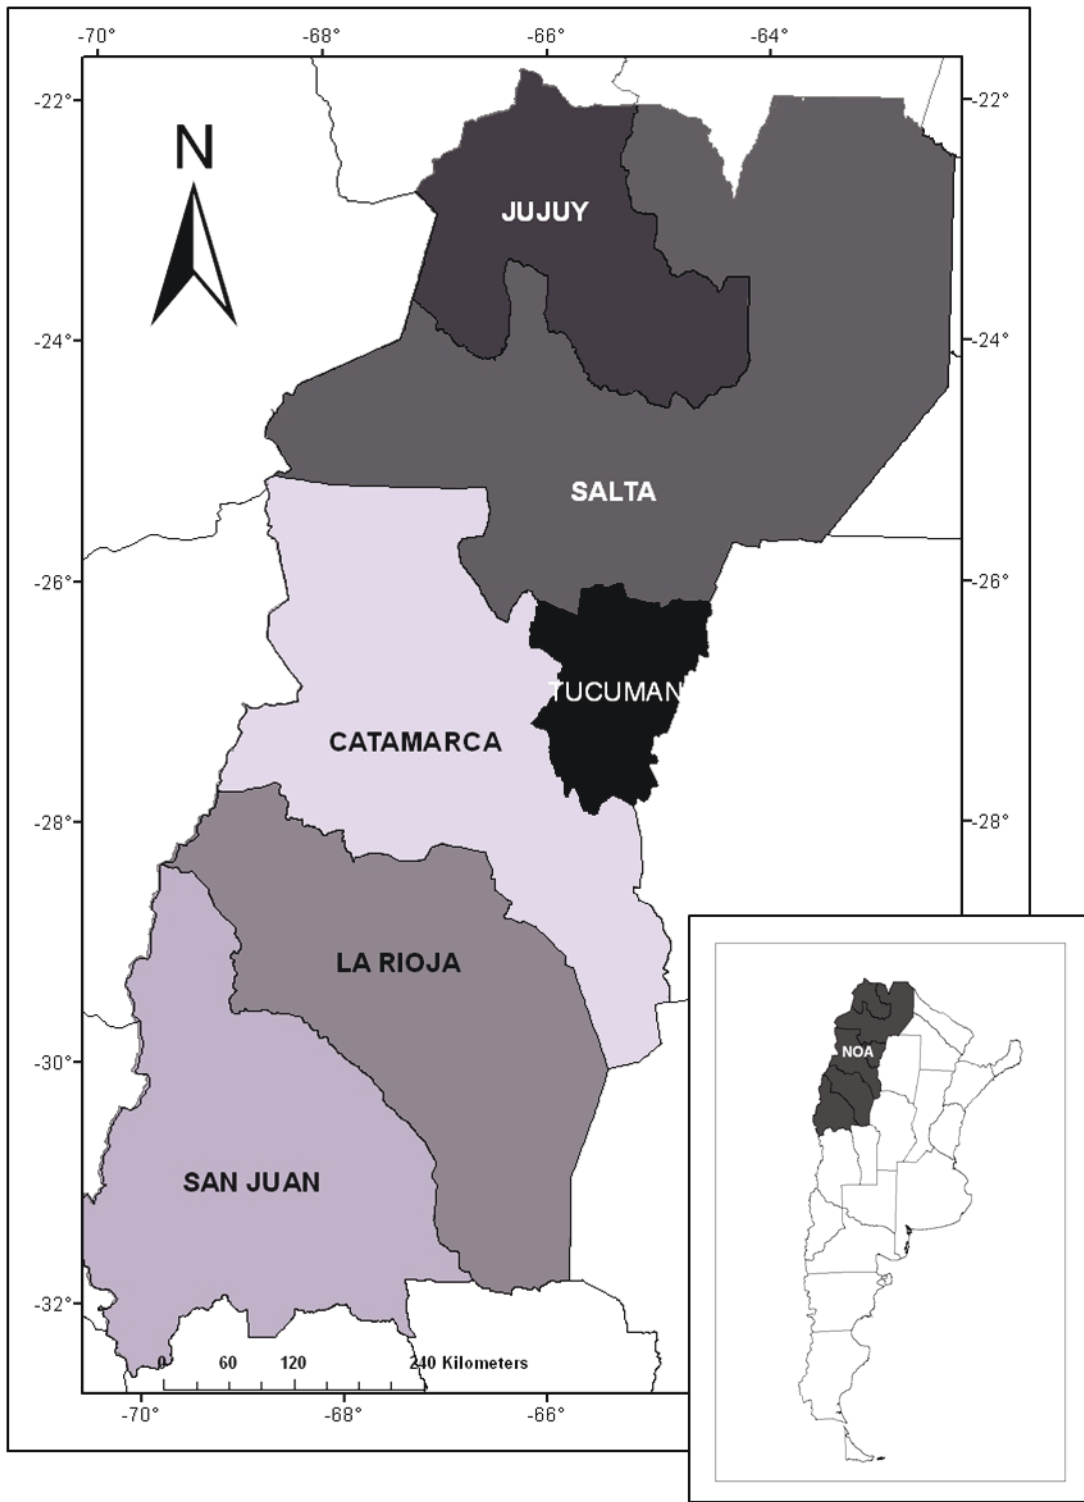 -70° -68° -66° -64°
-22° -22°
N
JUJUY
-24° -24°
SALTA
-26° -26°
TUCUMAN
CATAMARCA
-28° -28°
LA RIOJA
NOA
-30°
SAN JUAN
-32°
0 60 120 240 Kilometers
-70° -68° -66°